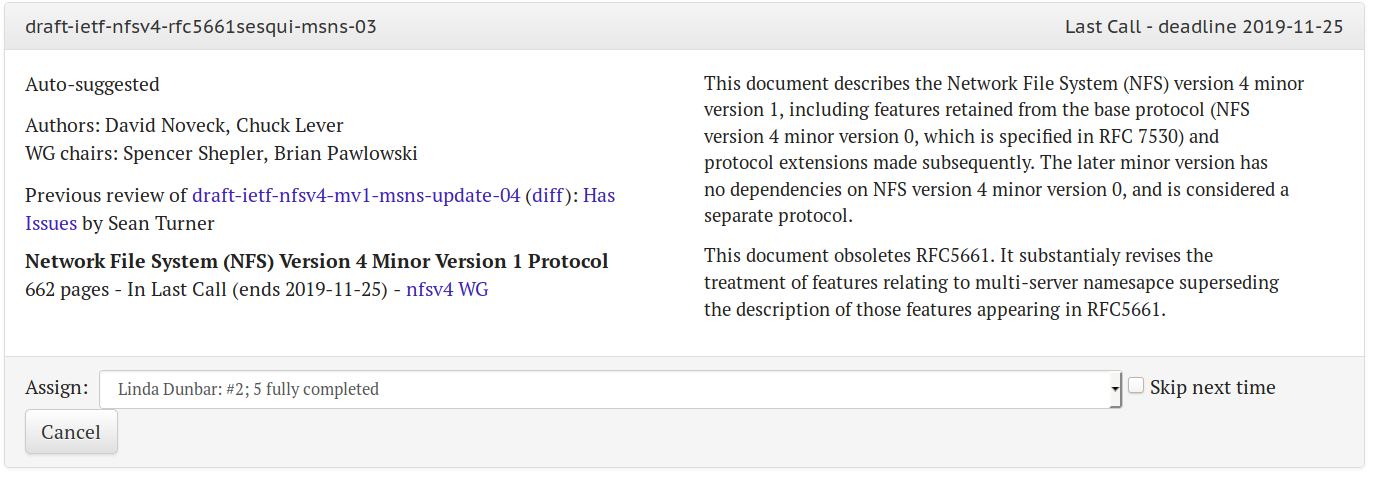 draft-ietf-nfsv4-rfc5661sesqui-msns-03
Last Call - deadline 2019-11-25
Auto-suggested
Authors: David Noveck, Chuck Lever
WG chairs: Spencer Shepler, Brian Pawlowski
Previous review of draft-ietf-nfsv4-mv1-msns-update-04 (diff): Has
Issues by Sean Turner
Network File System (NFS) Version 4 Minor Version 1 Protocol
662 pages - In Last Call (ends 2019-11-25) - nfsv4 WG
This document describes the Network File System (NFS) version 4 minor
version 1, including features retained from the base protocol (NFS
version 4 minor version 0, which is specified in RFC 7530) and
protocol extensions made subsequently. The later minor version has
no dependencies on NFS version 4 minor version 0, and is considered a
separate protocol.
This document obsoletes RFC5661. It substantialy revises the
treatment of features relating to multi-server namesapce superseding
the description of those features appearing in RFC5661.
Assign: Linda Dunbar: #2; 5 fully completed
Skip next time
Cancel